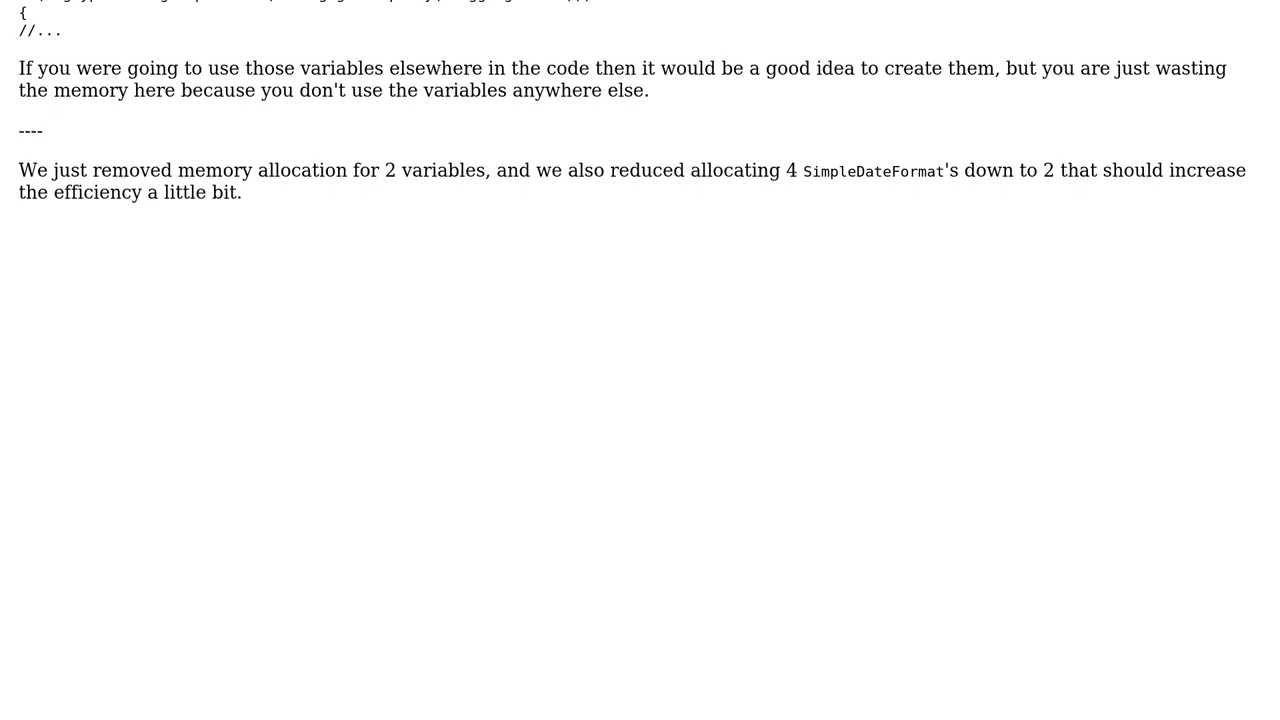 {
//...
If you were going to use those variables elsewhere in the code then it would be a good idea to create them, but you are just wasting
the memory here because you don't use the variables anywhere else.
----
We just removed memory allocation for 2 variables, and we also reduced allocating 4 SimpleDateFormat's down to 2 that should increase
the efficiency a little bit.